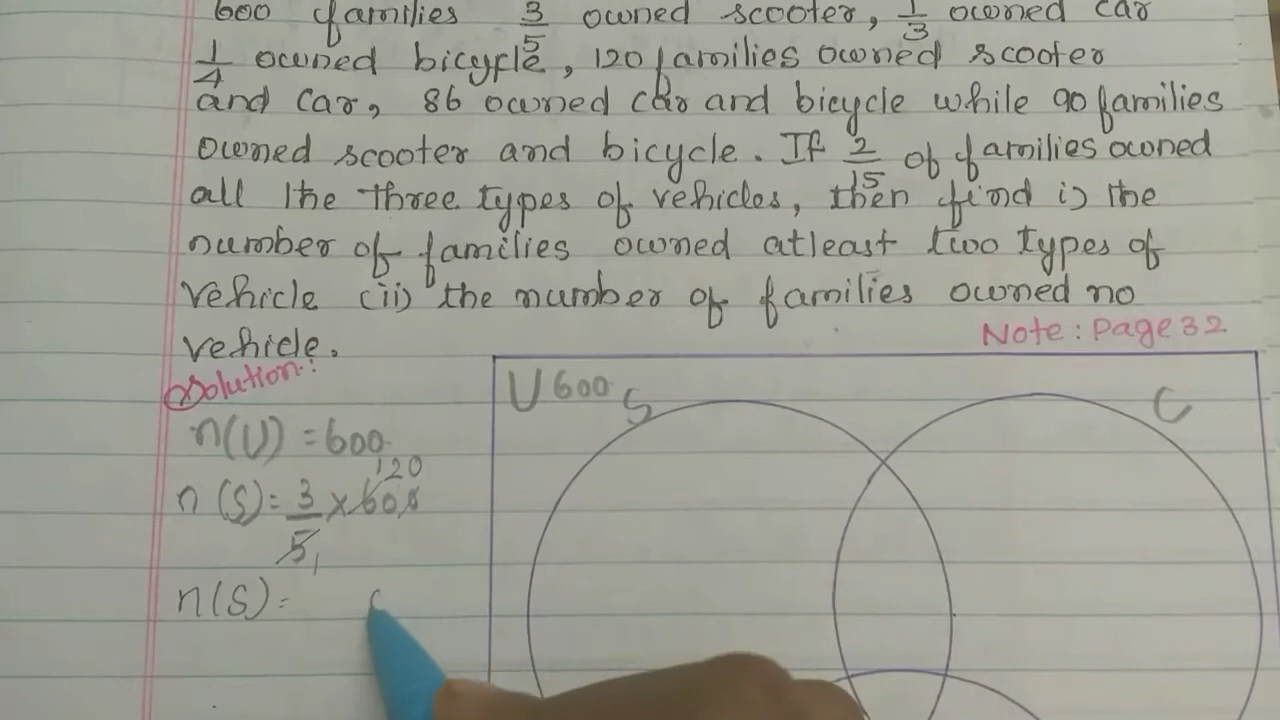 600 families 3/5 owned scooter, 1/3 owned car
1/4 owned bicycle, 120 families owned scooter
and car, 86 owned car and bicycle while 90 families
owned scooter and bicycle. If 2/15 of families owned
all the three types of vehicles, then find i) the
number of families owned atleast two types of
vehicle (ii) the number of families owned no
vehicle.
Note: Page 32
Solution:
U 600 S C
n(U) = 600
120
n(S) = 3/5 × 600
1
n(S) =